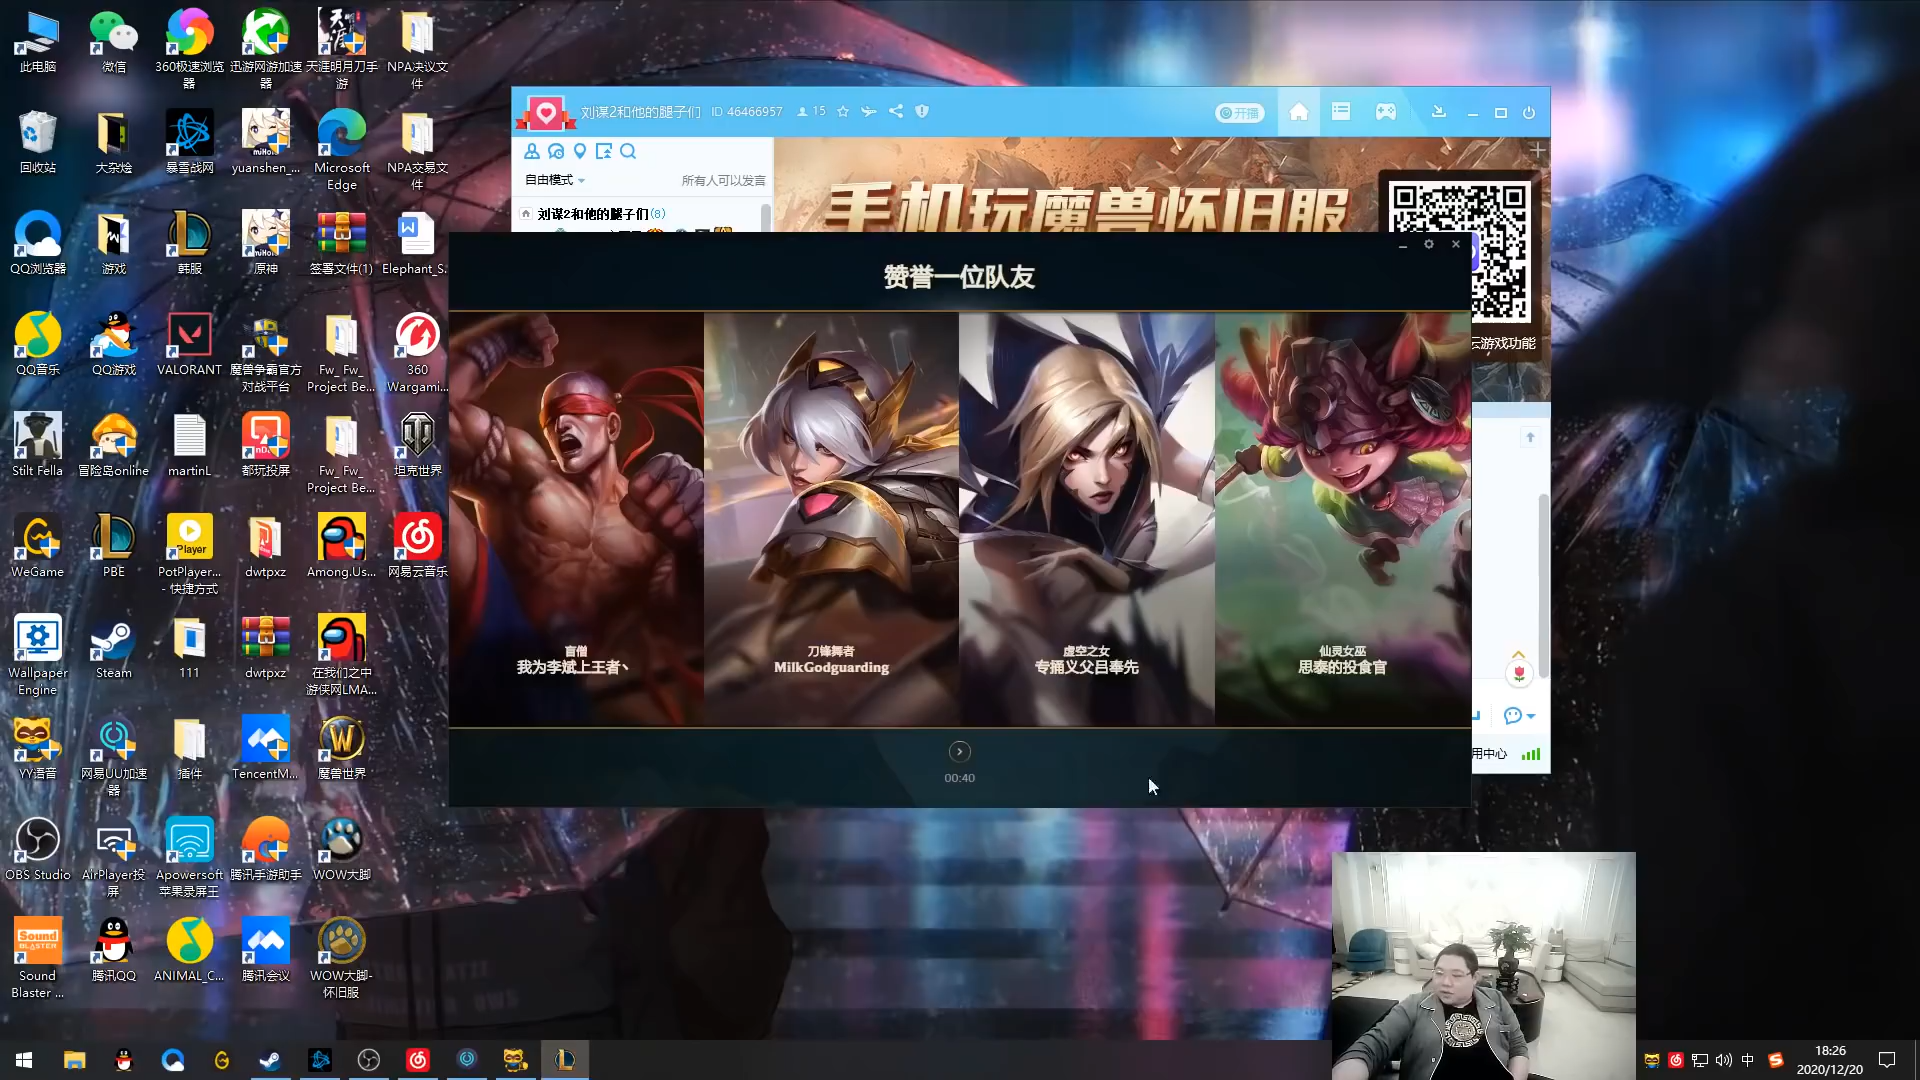 此电脑
微信
360极速浏览器
迅游网游加速器
天涯明月刀手游
NPA决议文件
回收站
大杂烩
暴雪战网
yuanshen_...
Microsoft Edge
NPA交易文件
QQ浏览器
游戏
韩服
原神
签署文件(1)
Elephant_S...
QQ音乐
QQ游戏
VALORANT
魔兽争霸官方对战平台
Fw_ Fw_ Project Be...
360 Wargami...
Stilt Fella
冒险岛online
martinL
都玩投屏
Fw_ Fw_ Project Be...
坦克世界
WeGame
PBE
PotPlayer... - 快捷方式
dwtpxz
Among.Us...
网易云音乐
Wallpaper Engine
Steam
111
dwtpxz
在我们之中 游侠网LMA...
YY语音
网易UU加速器
插件
TencentM...
魔兽世界
OBS Studio
AirPlayer投屏
Apowersoft 苹果录屏王
腾讯手游助手
WOW大脚
Sound Blaster ...
腾讯QQ
ANIMAL_C...
腾讯会议
WOW大脚-怀旧服
刘谋2和他的腿子们 ID 46466957 15
开播
自由模式
所有人可以发言
刘谋2和他的腿子们(8)
手机玩魔兽怀旧服
云游戏功能
赞誉一位队友
盲僧
我为李斌上王者丶
刀锋舞者
MilkGodguarding
虚空之女
专捅义父吕奉先
仙灵女巫
思泰的投食官
00:40
用中心
中
18:26
2020/12/20